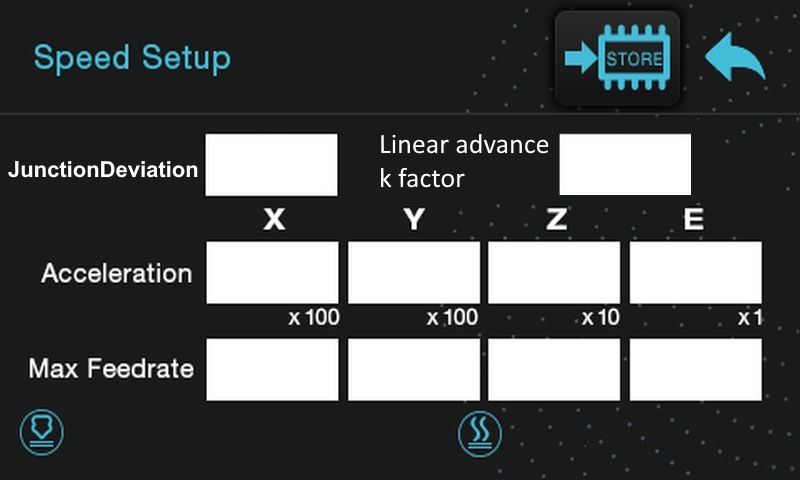 Speed Setup
STORE
JunctionDeviation
Linear advance
k factor
X Y Z E
Acceleration
x 100 x 100 x 10 x 1
Max Feedrate